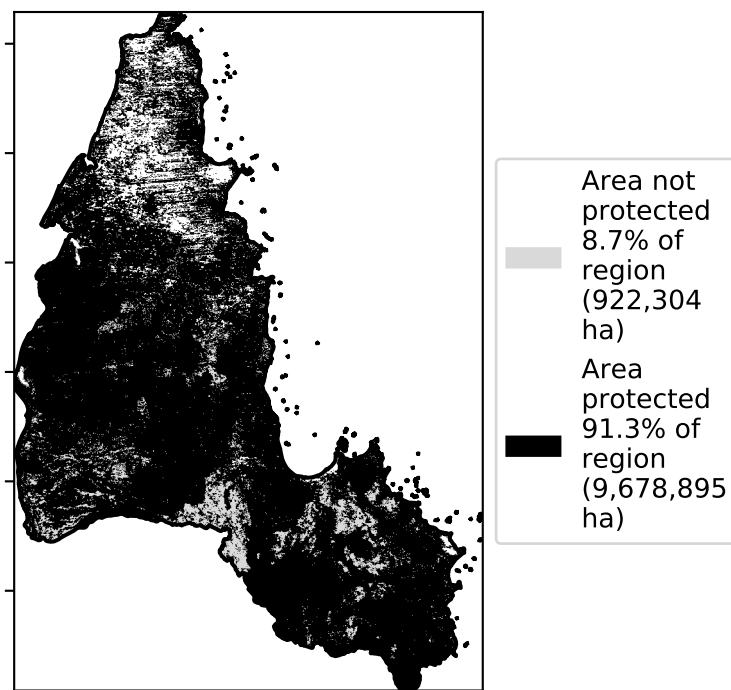 Area not
protected
8.7% of
region
(922,304
ha)
Area
protected
91.3% of
region
(9,678,895
ha)